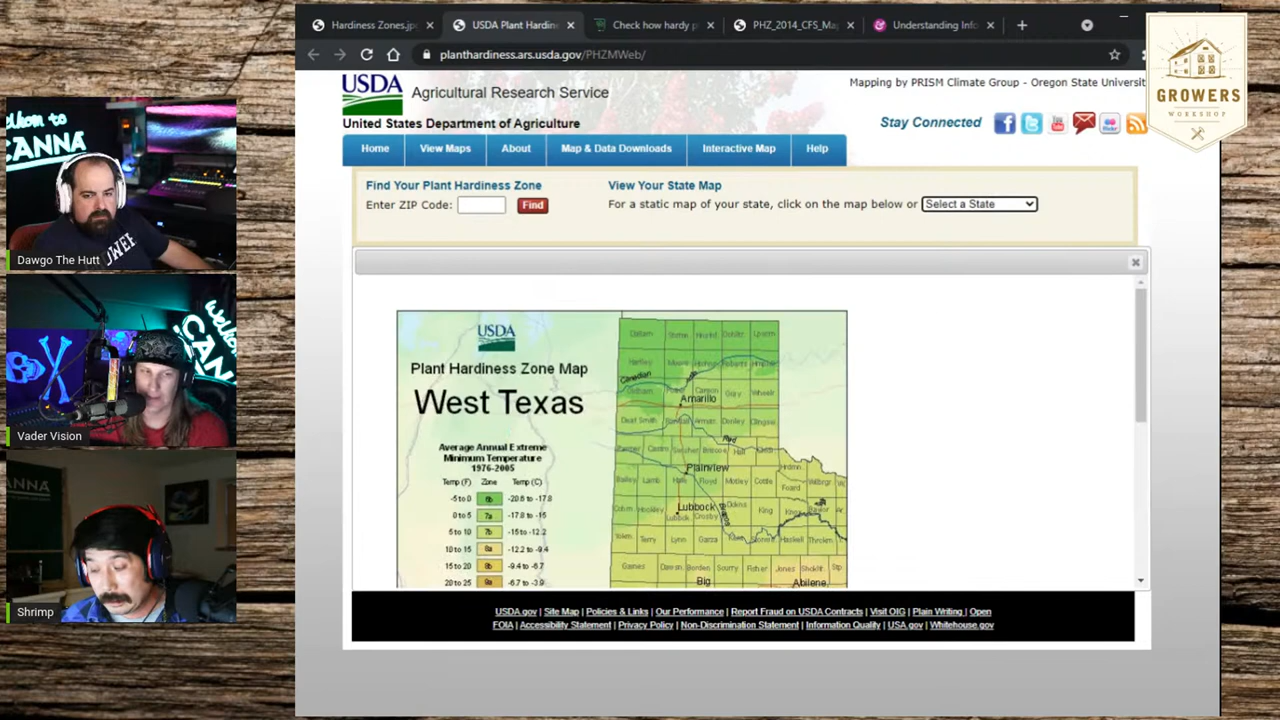 Hardiness Zones.jp
USDA Plant Hardin
Check how hardy p
PHZ_2014_CFS_Ma
Understanding Info
planthardiness.ars.usda.gov/PHZMWeb/
GROWERS
WORKSHOP
USDA
Agricultural Research Service
United States Department of Agriculture
Mapping by PRISM Climate Group - Oregon State Universit
Stay Connected
Home
View Maps
About
Map & Data Downloads
Interactive Map
Help
Find Your Plant Hardiness Zone
View Your State Map
Enter ZIP Code:
Find
For a static map of your state, click on the map below or
Select a State
USDA
Plant Hardiness Zone Map
West Texas
Average Annual Extreme
Minimum Temperature
1976-2005
Temp (F) Zone Temp (C)
-5 to 0 6b -20.6 to -17.8
0 to 5 7a -17.8 to -15
5 to 10 7b -15 to -12.2
10 to 15 8a -12.2 to -9.4
15 to 20 8b -9.4 to -6.7
20 to 25 9a -6.7 to -3.9
Canadian
Amarillo
Deaf Smith
Red
Plainview
Lubbock
Big
Abilene
USDA.gov | Site Map | Policies & Links | Our Performance | Report Fraud on USDA Contracts | Visit OIG | Plain Writing | Open
FOIA | Accessibility Statement | Privacy Policy | Non-Discrimination Statement | Information Quality | USA.gov | Whitehouse.gov
welkom to
CANNA
Dawgo The Hutt
Vader Vision
Shrimp